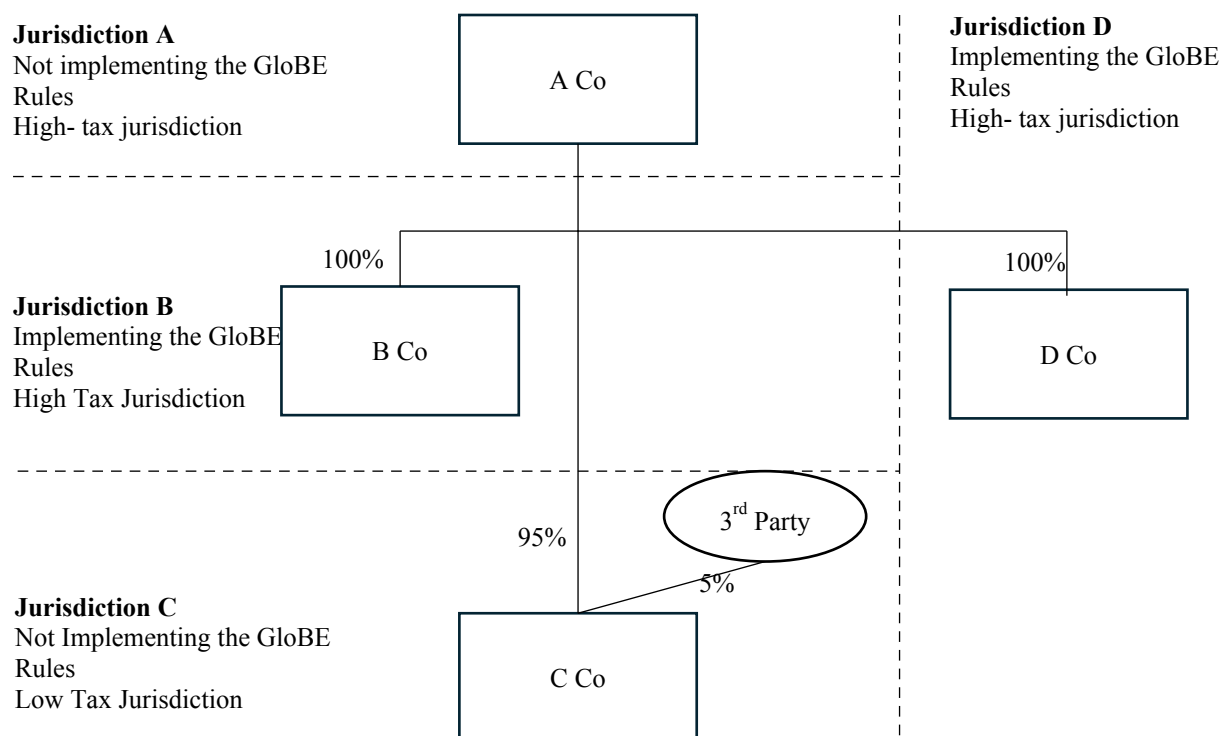 Jurisdiction A
Not implementing the GloBE
Rules
High- tax jurisdiction
A Co
Jurisdiction D
Implementing the GloBE
Rules
High- tax jurisdiction
100%
100%
Jurisdiction B
Implementing the GloBE
Rules
High Tax Jurisdiction
B Co
D Co
95%
3rd Party
5%
Jurisdiction C
Not Implementing the GloBE
Rules
Low Tax Jurisdiction
C Co